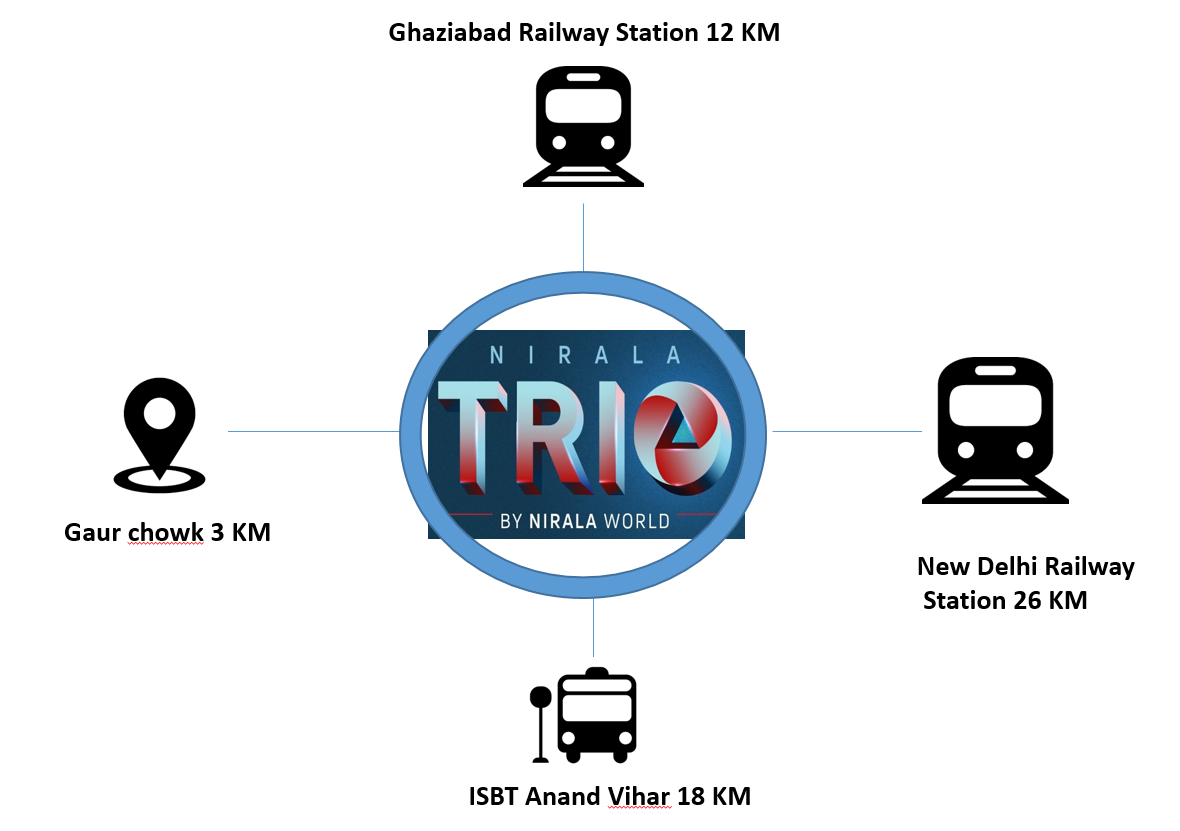 Ghaziabad Railway Station 12 KM
NIRALA
TRIO
BY NIRALA WORLD
Gaur chowk 3 KM
New Delhi Railway
Station 26 KM
ISBT Anand Vihar 18 KM